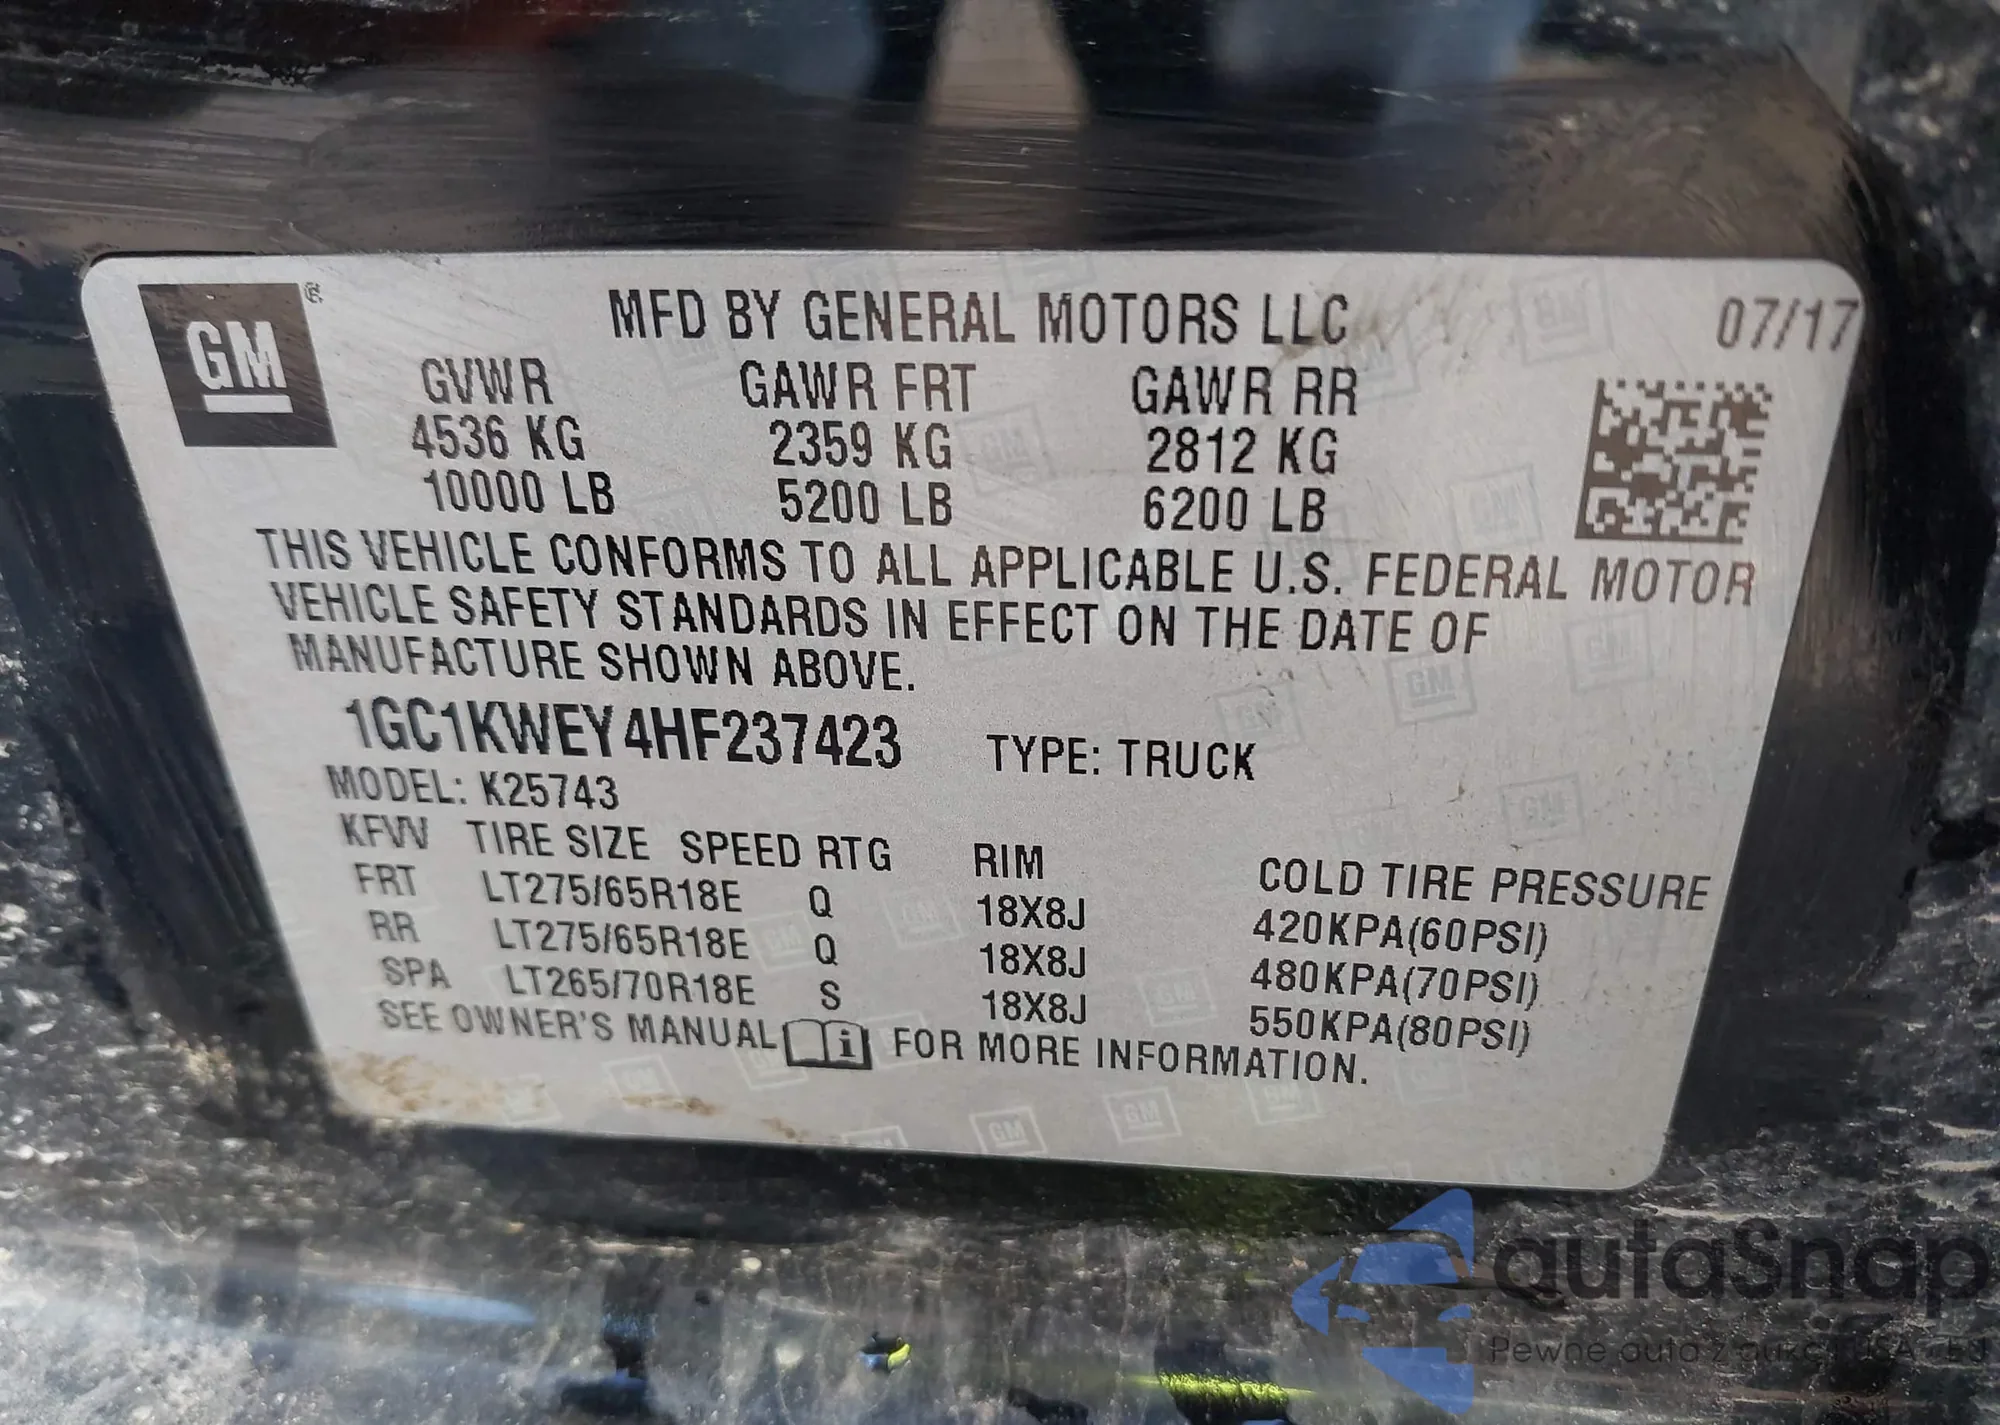 GM ®
MFD BY GENERAL MOTORS LLC 07/17
GVWR GAWR FRT GAWR RR
4536 KG 2359 KG 2812 KG
10000 LB 5200 LB 6200 LB
THIS VEHICLE CONFORMS TO ALL APPLICABLE U.S. FEDERAL MOTOR
VEHICLE SAFETY STANDARDS IN EFFECT ON THE DATE OF
MANUFACTURE SHOWN ABOVE.
1GC1KWEY4HF237423 TYPE: TRUCK
MODEL: K25743
KFVV TIRE SIZE SPEED RTG RIM COLD TIRE PRESSURE
FRT LT275/65R18E Q 18X8J 420KPA(60PSI)
RR LT275/65R18E Q 18X8J 480KPA(70PSI)
SPA LT265/70R18E S 18X8J 550KPA(80PSI)
SEE OWNER'S MANUAL i FOR MORE INFORMATION.
autaSnap
Pewne auta z aukcji USA